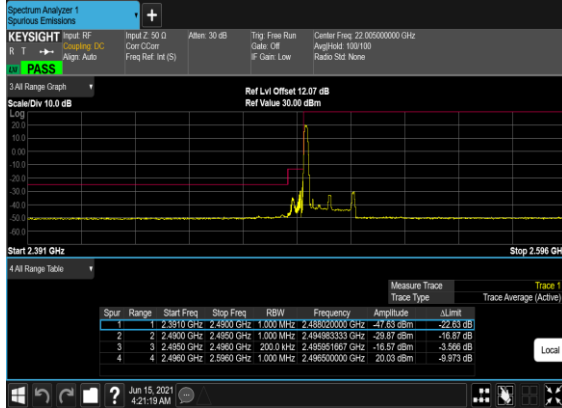 Spectrum Analyzer 1
Spurious Emissions
+
KEYSIGHT Input: RF Input Z: 50 Ω Atten: 30 dB Trig: Free Run Center Freq: 22.005000000 GHz
R T Coupling: DC Corr CCorr Gate: Off Avg|Hold: 100/100
Align: Auto Freq Ref: Int (S) IF Gain: Low Radio Std: None
PASS
3 All Range Graph
Ref Lvl Offset 12.07 dB
Scale/Div 10.0 dB Ref Value 30.00 dBm
Log
20.0
10.0
0.00
-10.0
-20.0
-30.0
-40.0
-50.0
-60.0
Start 2.391 GHz Stop 2.596 GH
4 All Range Table
Measure Trace Trace 1
Trace Type Trace Average (Active)
Spur Range Start Freq Stop Freq RBW Frequency Amplitude ΔLimit
1 1 2.3910 GHz 2.4900 GHz 1.000 MHz 2.488020000 GHz -47.63 dBm -22.63 dB
2 2 2.4900 GHz 2.4950 GHz 1.000 MHz 2.494983333 GHz -29.87 dBm -16.87 dB
3 3 2.4950 GHz 2.4960 GHz 200.0 kHz 2.495951667 GHz -16.57 dBm -3.566 dB
4 4 2.4960 GHz 2.5960 GHz 1.000 MHz 2.496500000 GHz 20.03 dBm -9.973 dB
Local
? Jun 15, 2021
4:21:19 AM